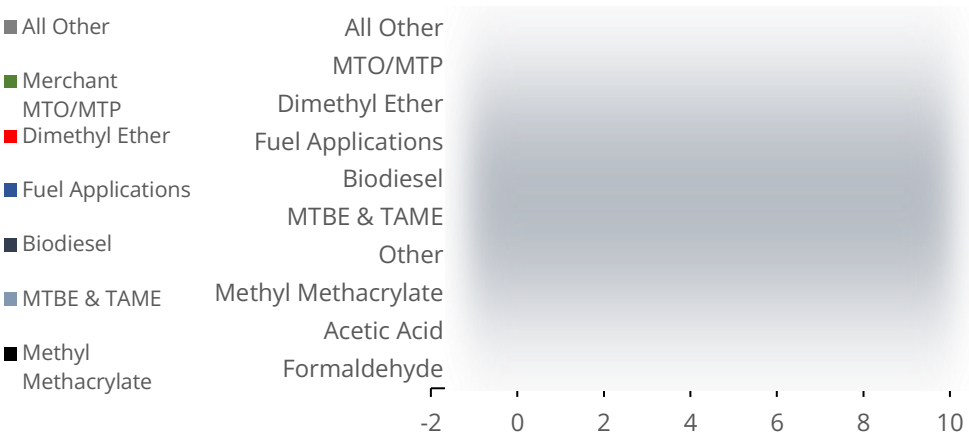 All Other
Merchant
MTO/MTP
Dimethyl Ether
Fuel Applications
Biodiesel
MTBE & TAME
Methyl
Methacrylate
All Other
MTO/MTP
Dimethyl Ether
Fuel Applications
Biodiesel
MTBE & TAME
Other
Methyl Methacrylate
Acetic Acid
Formaldehyde
-2 0 2 4 6 8 10